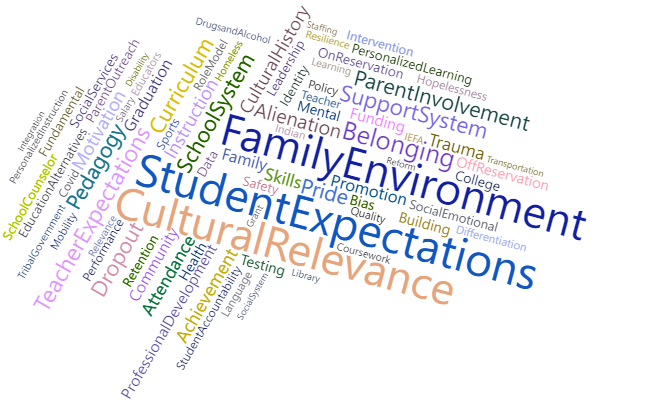 DrugsandAlcohol
CulturalHistory
Staffing
Resilience
Intervention
PersonalizedLearning
OnReservation
Hopelessness
Learning
Leadership
Homeless
RoleModel
Curriculum
Disability
Educators
Salary
Graduation
ParentOutreach
SocialServices
Fundamental
PersonalizedInstruction
Integration
Motivation
Instruction
SchoolSystem
Identity
Policy
Teacher
Mental
ParentInvolvement
SupportSystem
Funding
IEFA
Trauma
Transportation
OffReservation
College
Reform
Belonging
Alienation
Indian
FamilyEnvironment
Family
Data
Sports
Pedagogy
EducationAlternatives
SchoolCounselor
Covid
TeacherExpectations
TribalGovernment
Mobility
Relevance
Performance
Dropout
StudentExpectations
Skills
Safety
Pride
Promotion
Bias
Quality
SocialEmotional
Building
Differentiation
CulturalRelevance
Grant
Coursework
Retention
Community
Attendance
Health
ProfessionalDevelopment
Achievement
StudentAccountability
Testing
Language
SocialSystem
Library